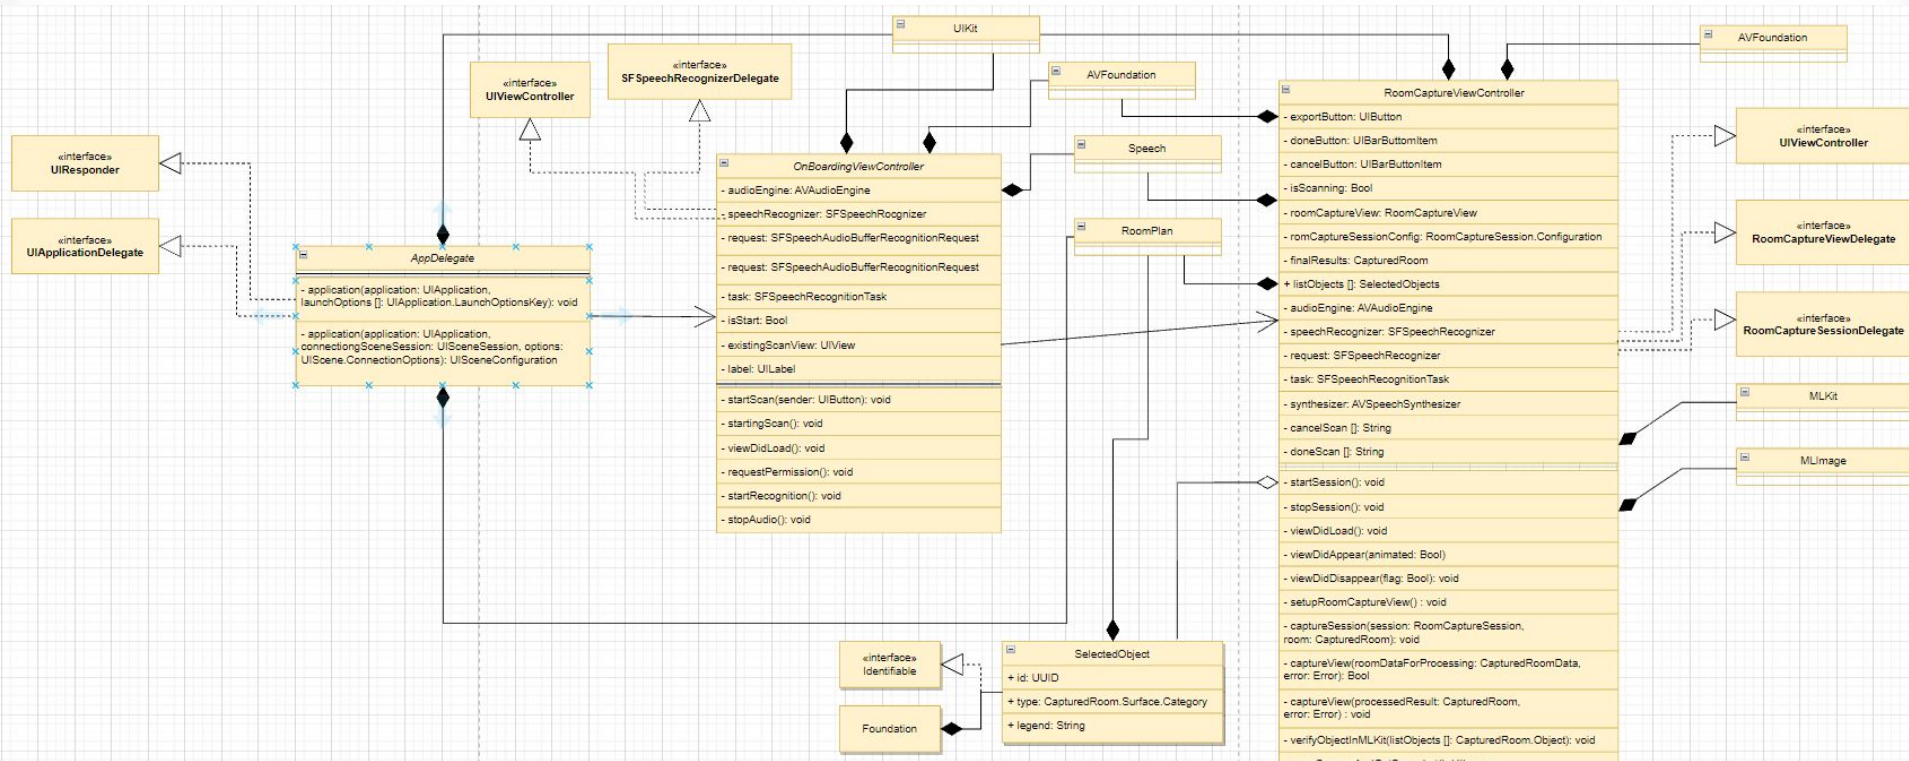 UIKit
AVFoundation
«interface»
UIViewController
«interface»
SFSpeechRecognizerDelegate
AVFoundation
«interface»
UIResponder
«interface»
UIApplicationDelegate
AppDelegate
- application(application: UIApplication,
launchOptions []: UIApplication.LaunchOptionsKey): void
- application(application: UIApplication,
connectiongSceneSession: UISceneSession, options:
UIScene.ConnectionOptions): UISceneConfiguration
OnBoardingViewController
- audioEngine: AVAudioEngine
- speechRecognizer: SFSpeechRocgnizer
- request: SFSpeechAudioBufferRecognitionRequest
- request: SFSpeechAudioBufferRecognitionRequest
- task: SFSpeechRecognitionTask
- isStart: Bool
- existingScanView: UIView
- label: UILabel
- startScan(sender: UIButton): void
- startingScan(): void
- viewDidLoad(): void
- requestPermission(): void
- startRecognition(): void
- stopAudio(): void
Speech
RoomPlan
RoomCaptureViewController
- exportButton: UIButton
- doneButton: UIBarButtomItem
- cancelButton: UIBarButtonItem
- isScanning: Bool
- roomCaptureView: RoomCaptureView
- romCaptureSessionConfig: RoomCaptureSession.Configuration
- finalResults: CapturedRoom
+ listObjects []: SelectedObjects
- audioEngine: AVAudioEngine
- speechRecognizer: SFSpeechRecognizer
- request: SFSpeechRecognizer
- task: SFSpeechRecognitionTask
- synthesizer: AVSpeechSynthesizer
- cancelScan []: String
- doneScan []: String
- startSession(): void
- stopSession(): void
- viewDidLoad(): void
- viewDidAppear(animated: Bool)
- viewDidDisappear(flag: Bool): void
- setupRoomCaptureView() : void
- captureSession(session: RoomCaptureSession,
room: CapturedRoom): void
- captureView(roomDataForProcessing: CapturedRoomData,
error: Error): Bool
- captureView(processedResult: CapturedRoom,
error: Error) : void
- verifyObjectInMLKit(listObjects []: CapturedRoom.Object): void
«interface»
UIViewController
«interface»
RoomCaptureViewDelegate
«interface»
RoomCaptureSessionDelegate
MLKit
MLImage
«interface»
Identifiable
Foundation
SelectedObject
+ id: UUID
+ type: CapturedRoom.Surface.Category
+ legend: String